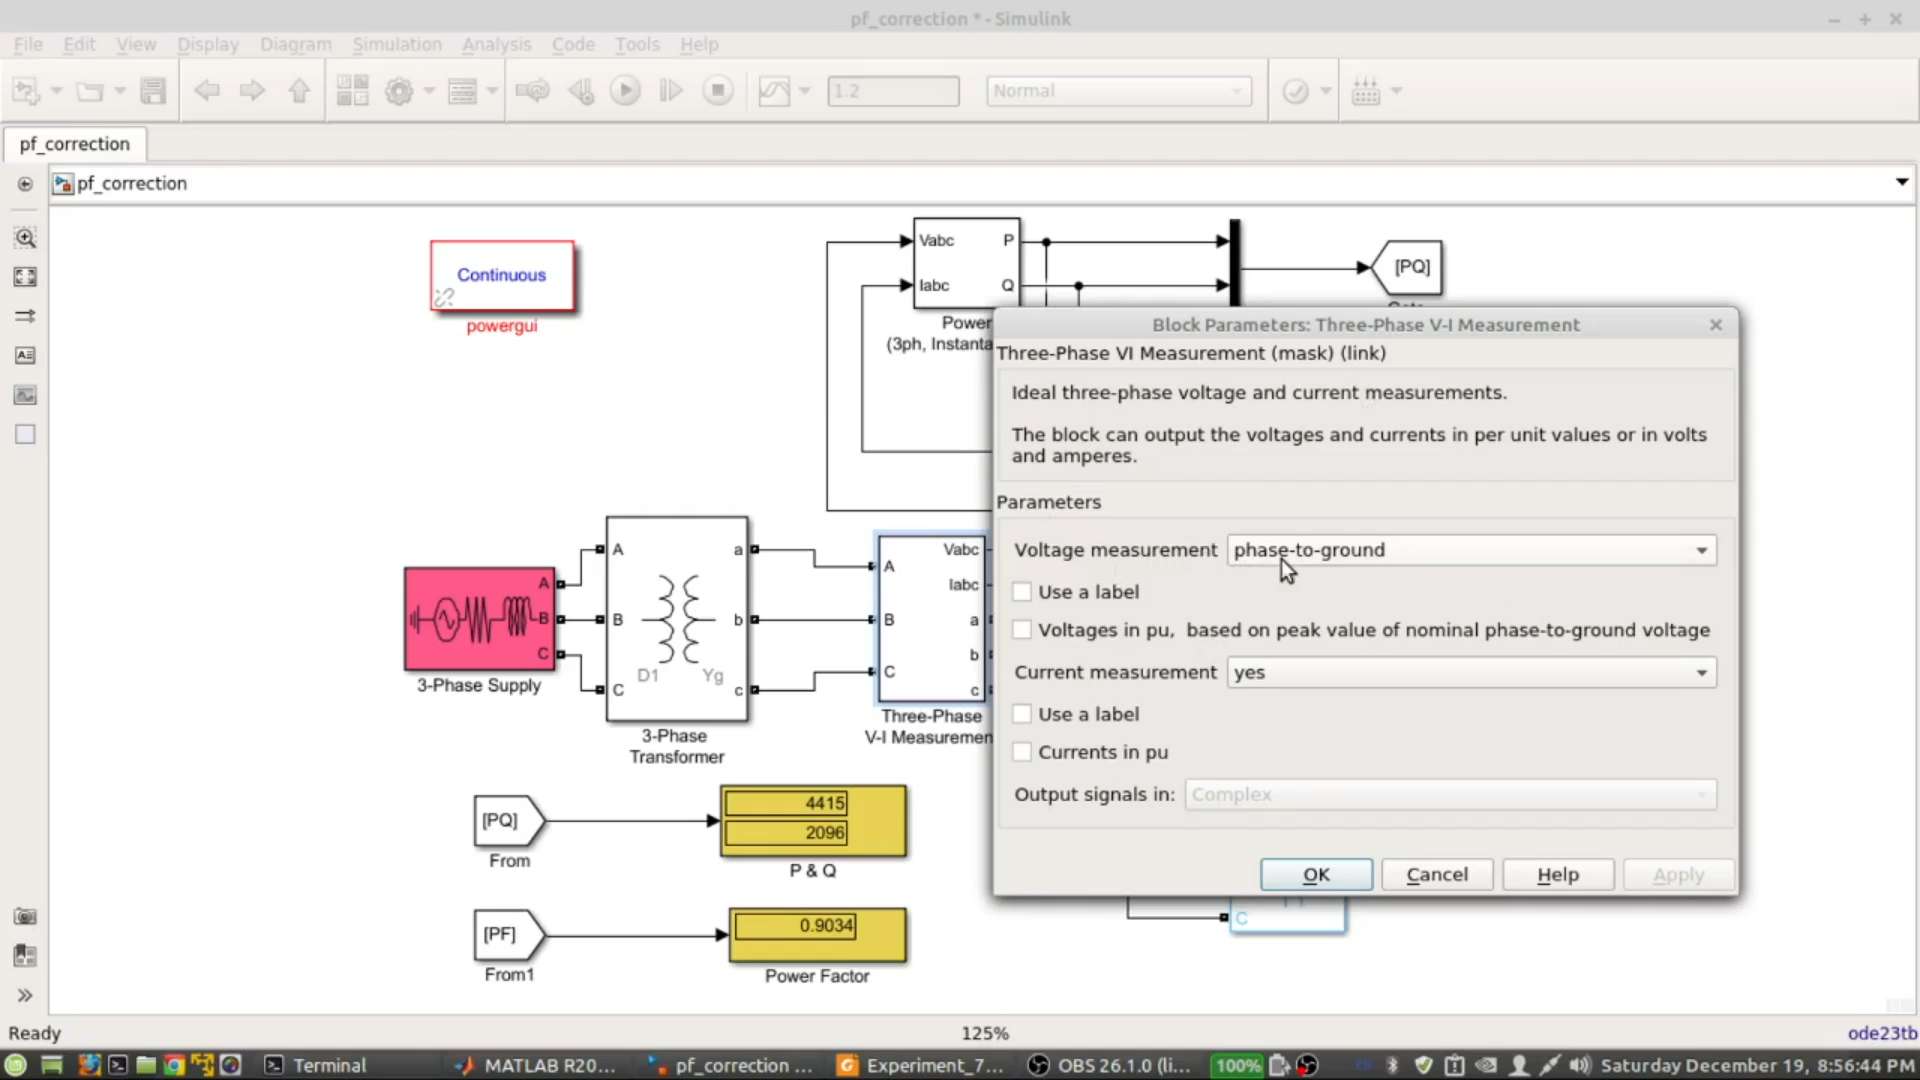 pf_correction * - Simulink
File Edit View Display Diagram Simulation Analysis Code Tools Help
1.2
Normal
pf_correction
pf_correction
Continuous
powergui
Vabc P
Iabc Q
[PQ]
Power
(3ph, Instanta
Block Parameters: Three-Phase V-I Measurement
Three-Phase VI Measurement (mask) (link)
Ideal three-phase voltage and current measurements.
The block can output the voltages and currents in per unit values or in volts
and amperes.
Parameters
Voltage measurement phase-to-ground
Use a label
Voltages in pu, based on peak value of nominal phase-to-ground voltage
Current measurement yes
Use a label
Currents in pu
Output signals in: Complex
OK Cancel Help Apply
A
B
C
3-Phase Supply
A a
B b
C c
D1 Yg
3-Phase
Transformer
Vabc
A
Iabc
B a
b
C
c
Three-Phase
V-I Measuremen
[PQ]
From
4415
2096
P & Q
C
[PF]
From1
0.9034
Power Factor
Ready 125% ode23tb
Terminal MATLAB R20... pf_correction ... Experiment_7... OBS 26.1.0 (li... 100% Saturday December 19, 8:56:44 PM